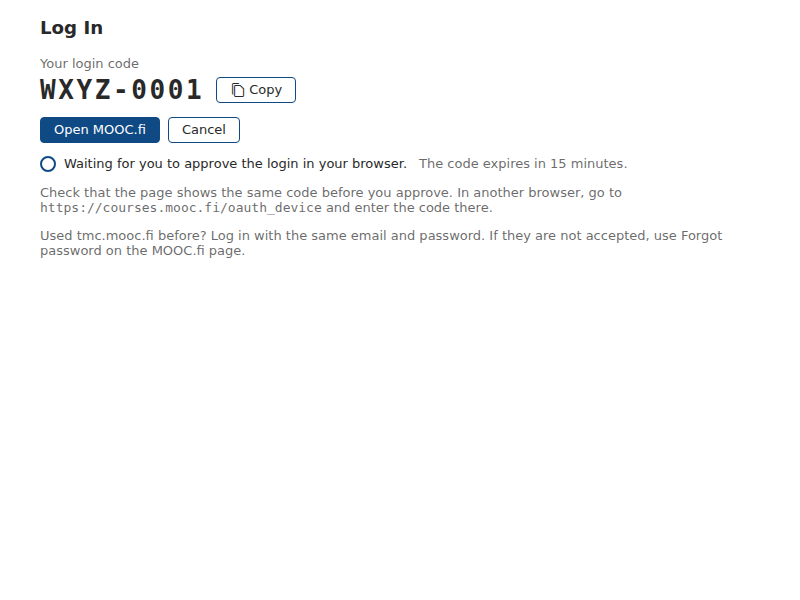 Log In
Your login code
WXYZ-0001 Copy
Open MOOC.fi Cancel
Waiting for you to approve the login in your browser. The code expires in 15 minutes.
Check that the page shows the same code before you approve. In another browser, go to
https://courses.mooc.fi/oauth_device and enter the code there.
Used tmc.mooc.fi before? Log in with the same email and password. If they are not accepted, use Forgot
password on the MOOC.fi page.